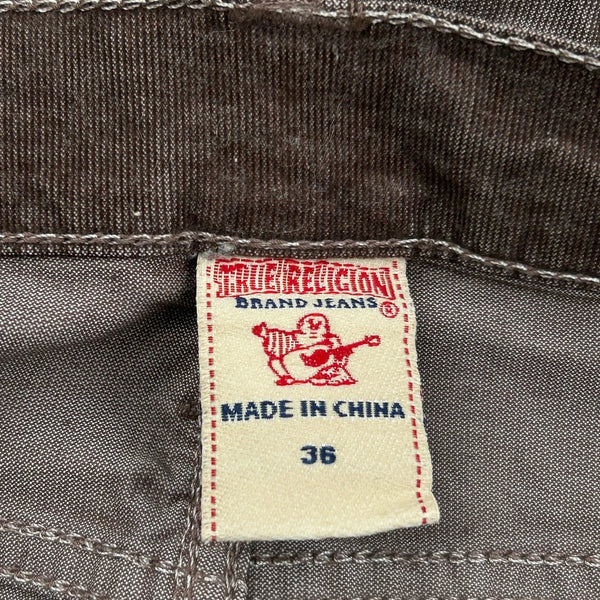 TRUE RELIGION
BRAND JEANS
®
MADE IN CHINA
36